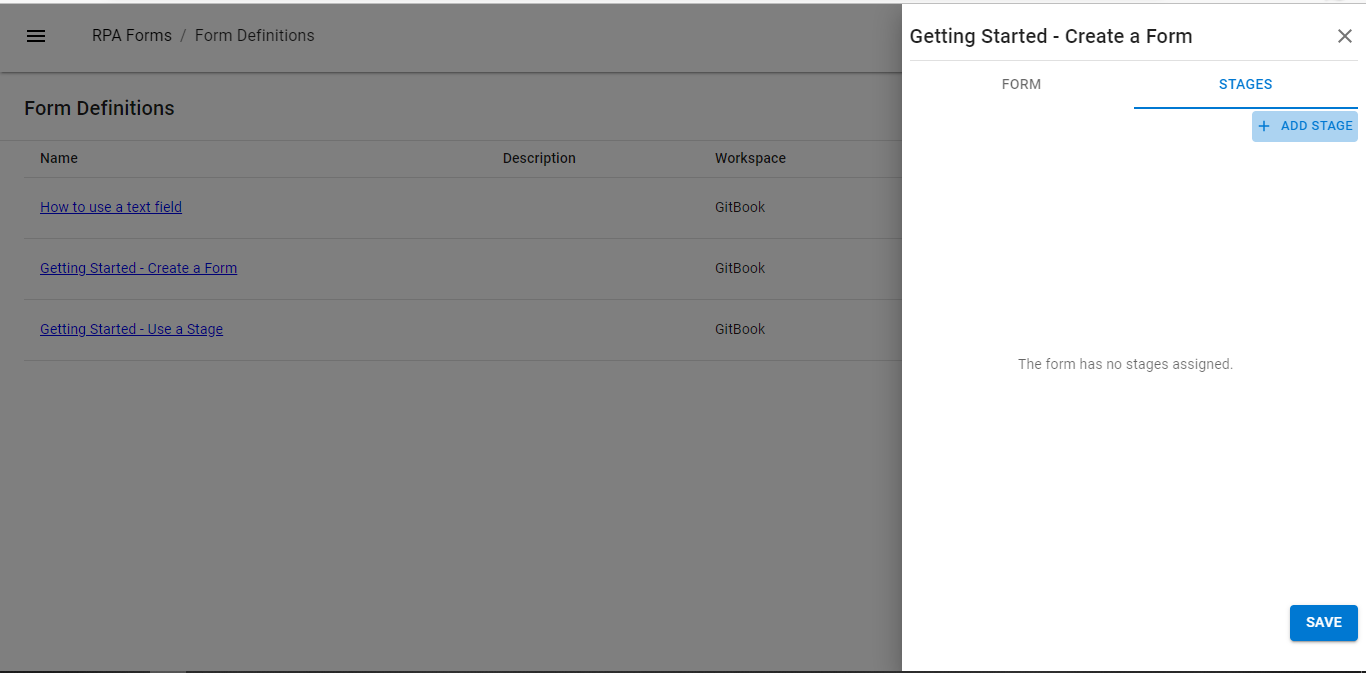 RPA Forms / Form Definitions
Form Definitions
Name Description Workspace
How to use a text field GitBook
Getting Started - Create a Form GitBook
Getting Started - Use a Stage GitBook
Getting Started - Create a Form
FORM STAGES
+ ADD STAGE
The form has no stages assigned.
SAVE